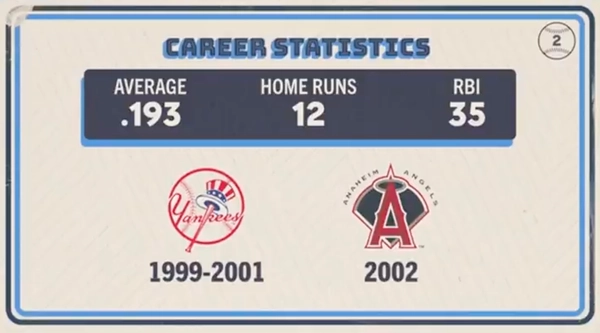 CAREER STATISTICS
2
AVERAGE HOME RUNS RBI
.193 12 35
Yankees
ANAHEIM ANGELS
A
1999-2001 2002